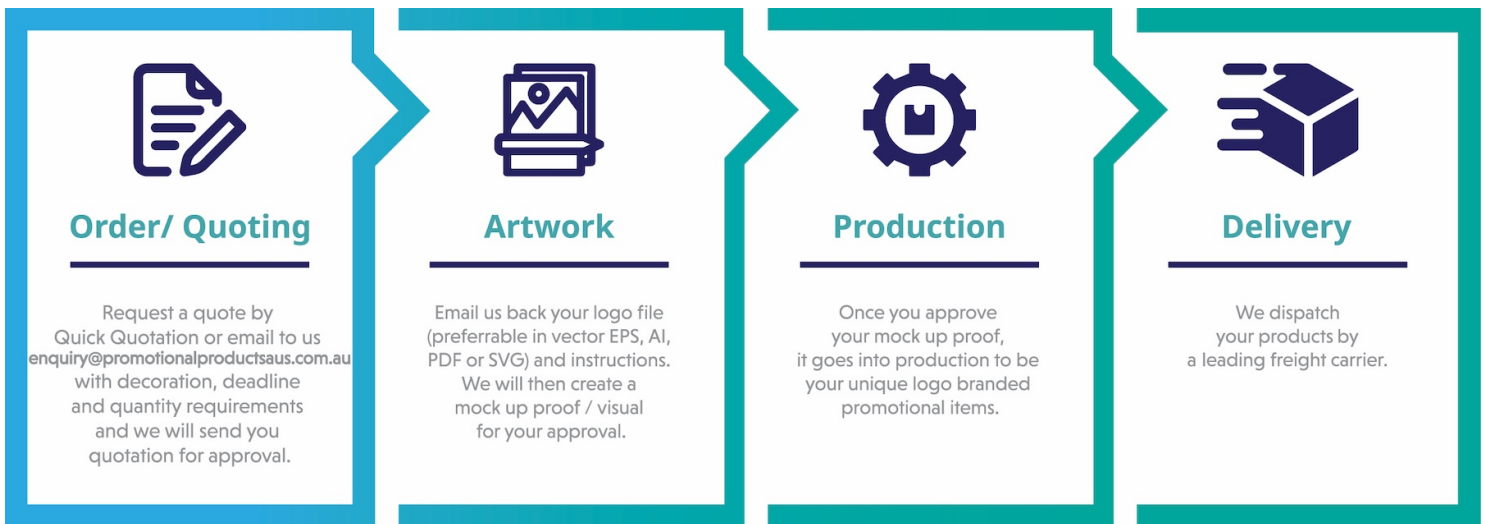 Order/ Quoting
Request a quote by
Quick Quotation or email to us
enquiry@promotionalproductsaus.com.au
with decoration, deadline
and quantity requirements
and we will send you
quotation for approval.
Artwork
Email us back your logo file
(preferrable in vector EPS, AI,
PDF or SVG) and instructions.
We will then create a
mock up proof / visual
for your approval.
Production
Once you approve
your mock up proof,
it goes into production to be
your unique logo branded
promotional items.
Delivery
We dispatch
your products by
a leading freight carrier.